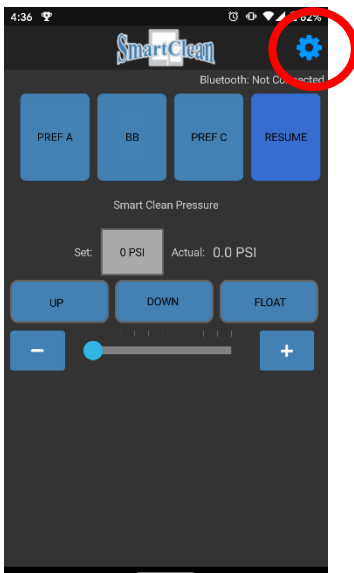 4:36 62%
SmartClean
Bluetooth: Not Connected
PREF A BB PREF C RESUME
Smart Clean Pressure
Set: 0 PSI Actual: 0.0 PSI
UP DOWN FLOAT
- +